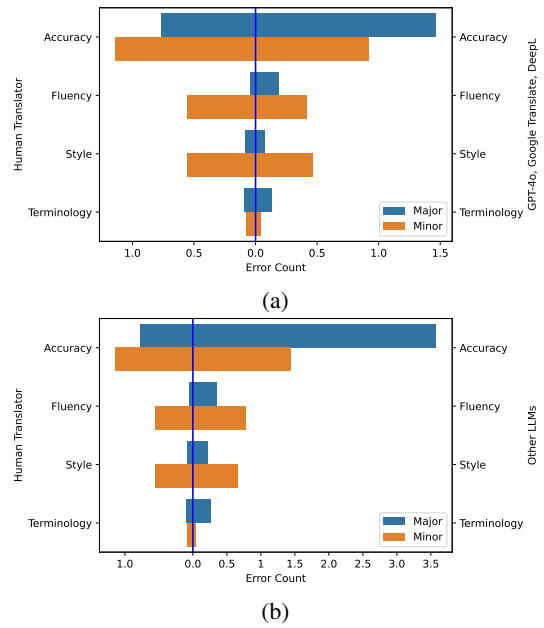 Accuracy
Fluency
Style
Terminology
Human Translator
Accuracy
Fluency
Style
Terminology
GPT-4o, Google Translate, DeepL
Major
Minor
1.0 0.5 0.0 0.5 1.0 1.5
Error Count
(a)
Accuracy
Fluency
Style
Terminology
Human Translator
Accuracy
Fluency
Style
Terminology
Other LLMs
Major
Minor
1.0 0.0 0.5 1 1.5 2.0 2.5 3.0 3.5
Error Count
(b)